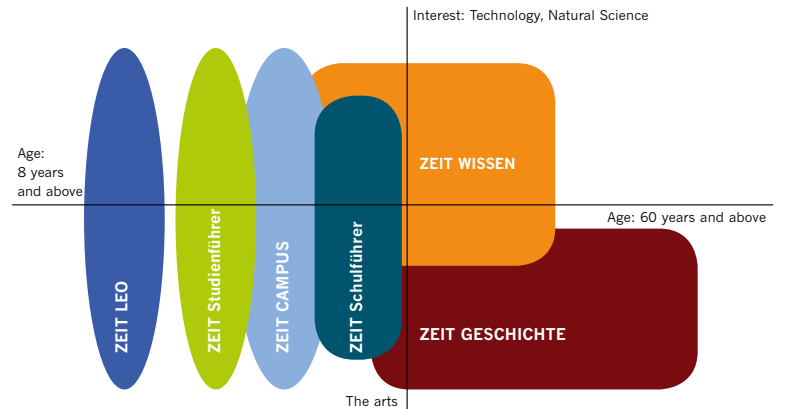 Interest: Technology, Natural Science
Age:
8 years
and above
ZEIT WISSEN
Age: 60 years and above
ZEIT LEO
ZEIT Studienführer
ZEIT CAMPUS
ZEIT Schulführer
ZEIT GESCHICHTE
The arts